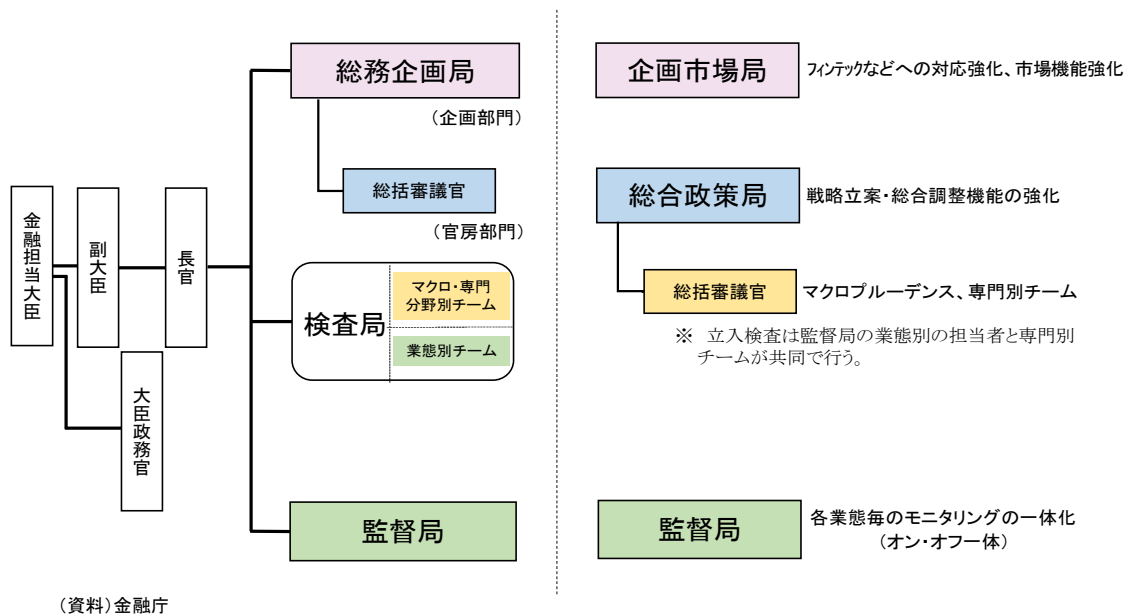 金融担当大臣
副大臣
長官
大臣政務官
総務企画局
(企画部門)
総括審議官
(官房部門)
検査局
マクロ・専門
分野別チーム
業態別チーム
監督局
企画市場局
フィンテックなどへの対応強化、市場機能強化
総合政策局
戦略立案・総合調整機能の強化
総括審議官
マクロプルーデンス、専門別チーム
※ 立入検査は監督局の業態別の担当者と専門別
チームが共同で行う。
監督局
各業態毎のモニタリングの一体化
(オン・オフ一体)
(資料)金融庁